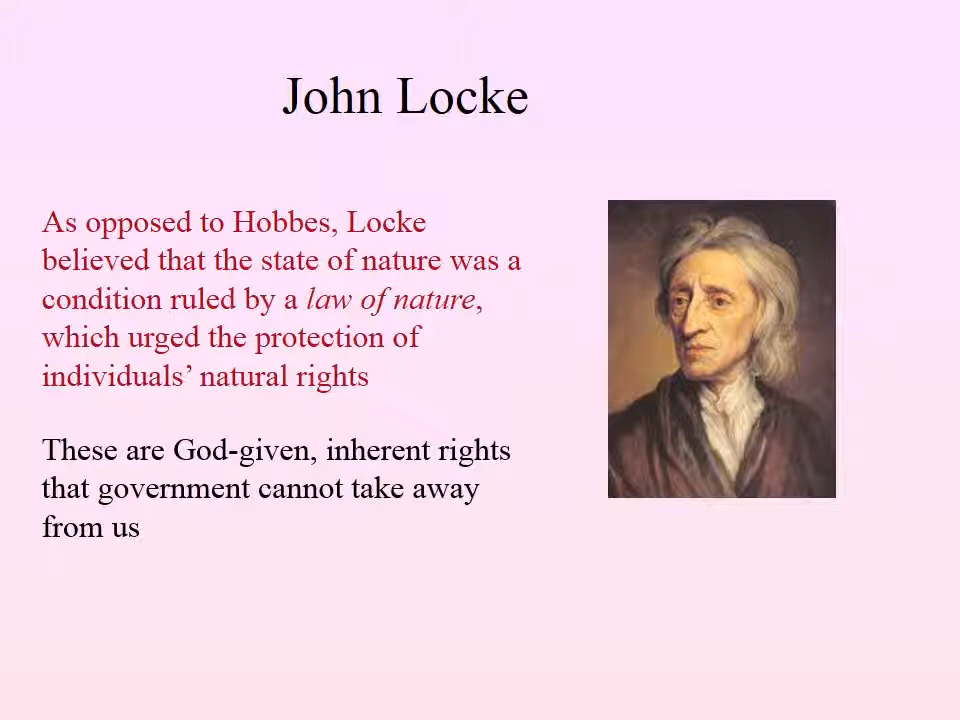 John Locke
As opposed to Hobbes, Locke
believed that the state of nature was a
condition ruled by a law of nature,
which urged the protection of
individuals’ natural rights
These are God-given, inherent rights
that government cannot take away
from us